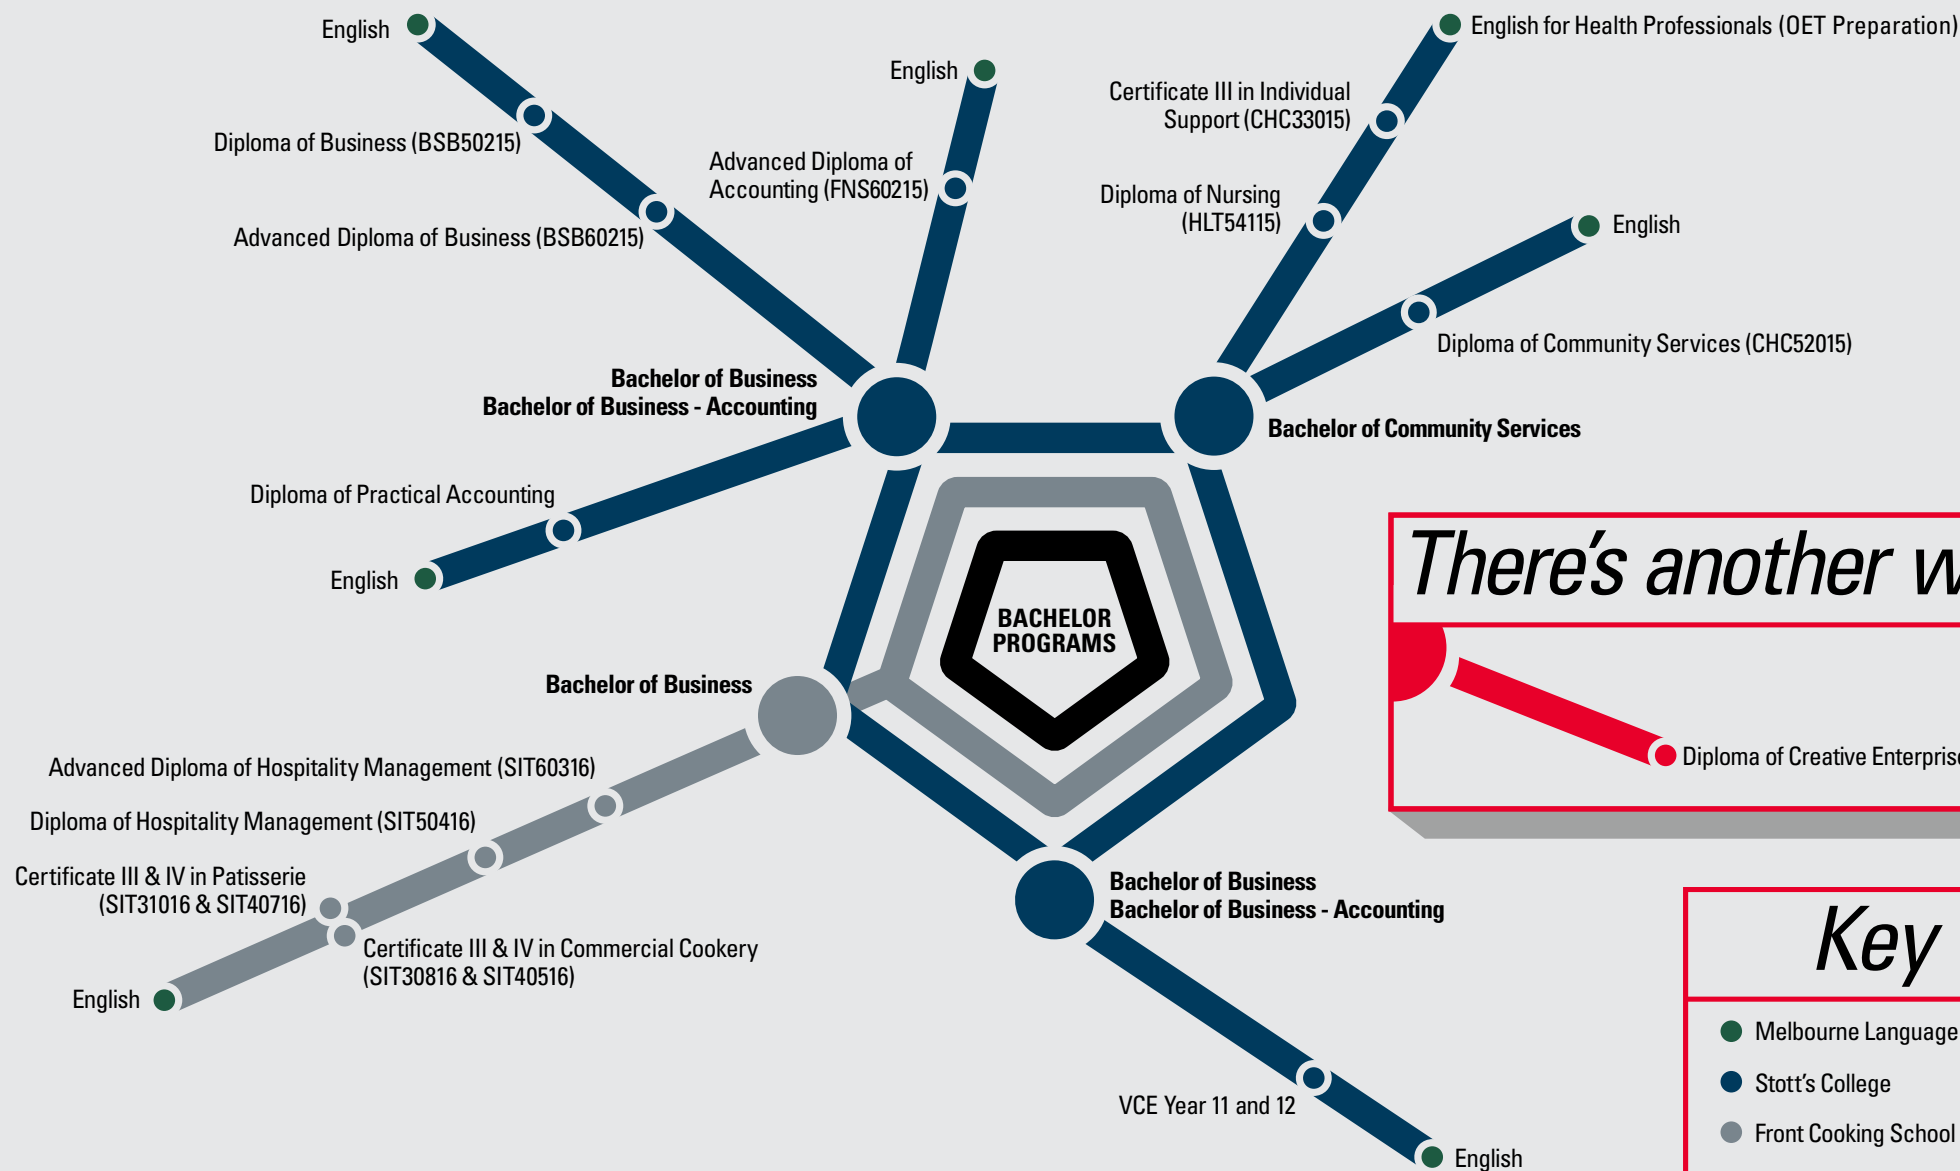 English
Diploma of Business (BSB50215)
Advanced Diploma of Business (BSB60215)
English
Advanced Diploma of
Accounting (FNS60215)
English for Health Professionals (OET Preparation)
Certificate III in Individual
Support (CHC33015)
Diploma of Nursing
(HLT54115)
English
Diploma of Community Services (CHC52015)
Bachelor of Business
Bachelor of Business - Accounting
Bachelor of Community Services
Diploma of Practical Accounting
English
BACHELOR
PROGRAMS
There's another
Diploma of Creative Enterprise
Bachelor of Business
Advanced Diploma of Hospitality Management (SIT60316)
Diploma of Hospitality Management (SIT50416)
Certificate III & IV in Patisserie
(SIT31016 & SIT40716)
Certificate III & IV in Commercial Cookery
(SIT30816 & SIT40516)
English
Bachelor of Business
Bachelor of Business - Accounting
VCE Year 11 and 12
English
Key
Melbourne Language
Stott's College
Front Cooking School